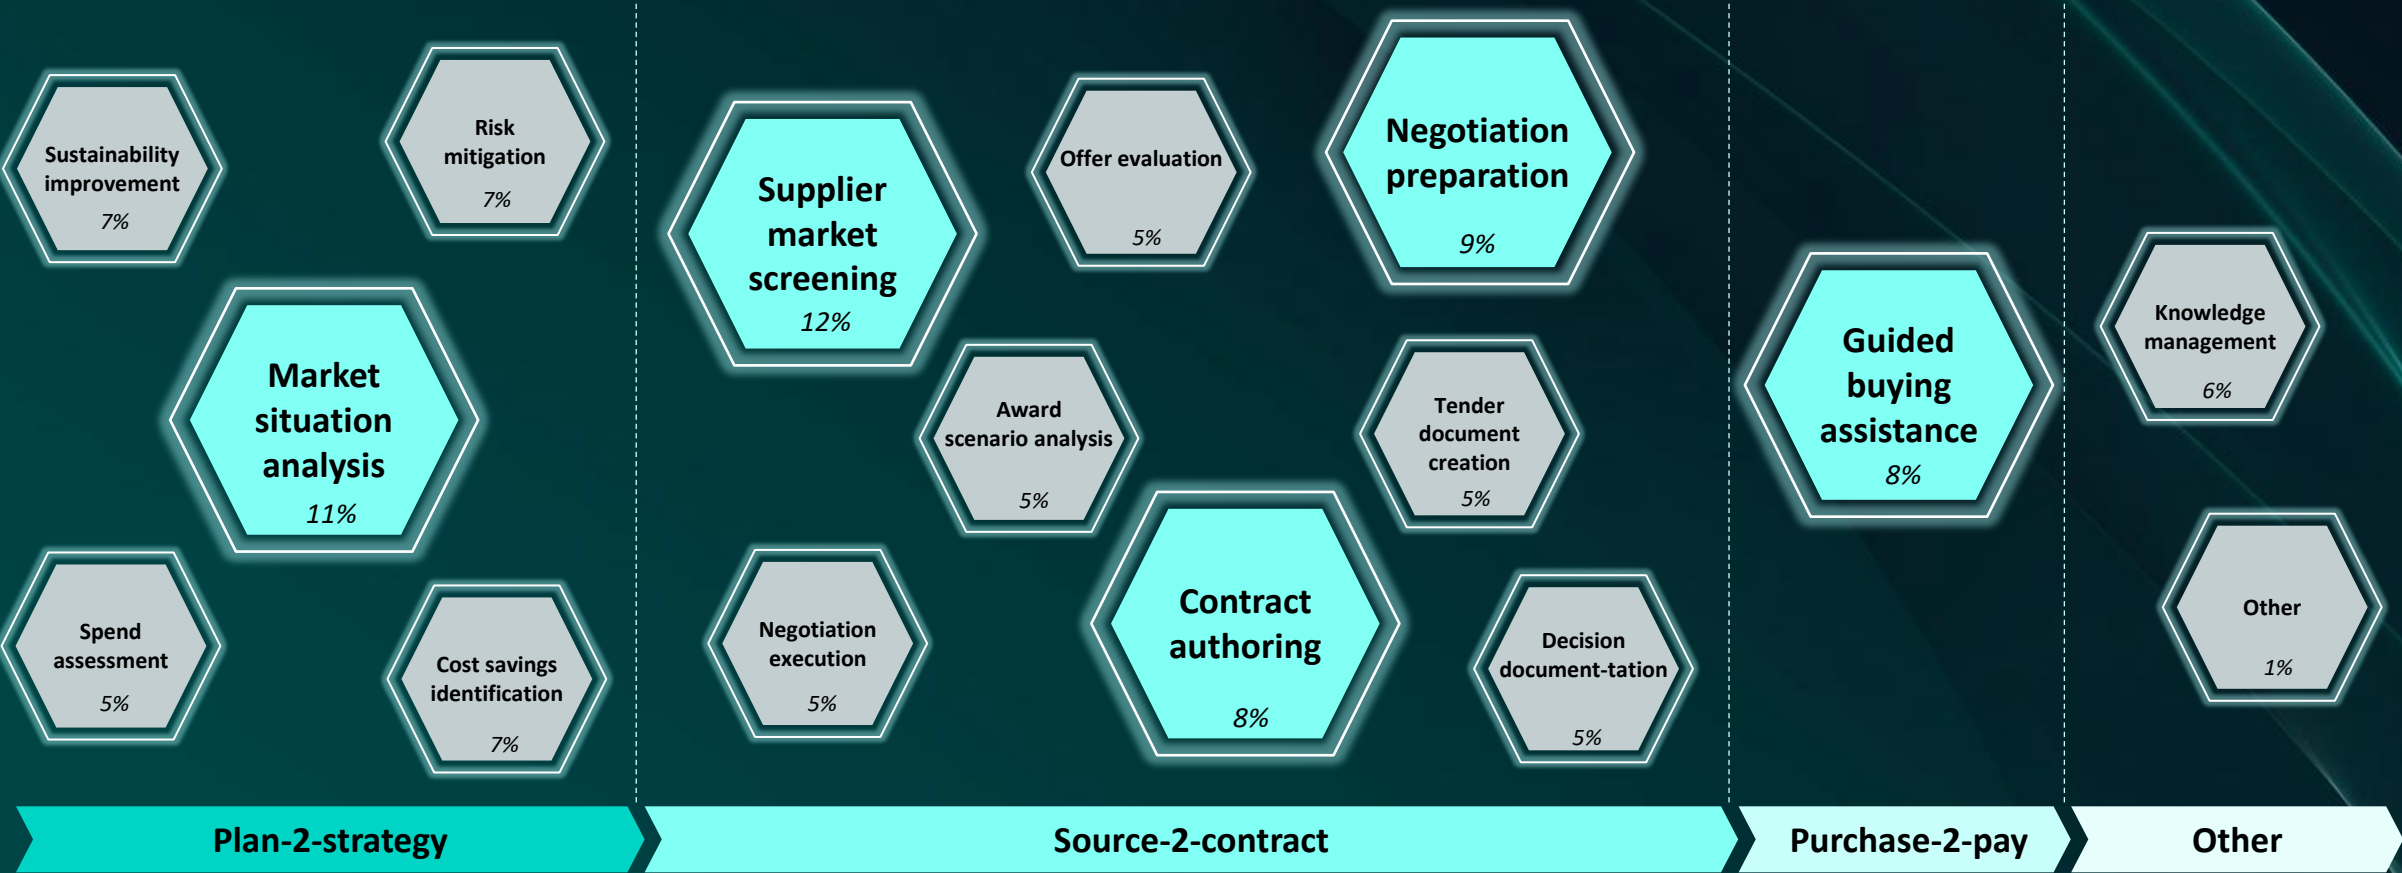 Sustainability
improvement
7%
Risk
mitigation
7%
Market
situation
analysis
11%
Spend
assessment
5%
Cost savings
identification
7%
Supplier
market
screening
12%
Offer evaluation
5%
Negotiation
preparation
9%
Award
scenario analysis
5%
Tender
document
creation
5%
Negotiation
execution
5%
Contract
authoring
8%
Decision
document-tation
5%
Guided
buying
assistance
8%
Knowledge
management
6%
Other
1%
Plan-2-strategy
Source-2-contract
Purchase-2-pay
Other